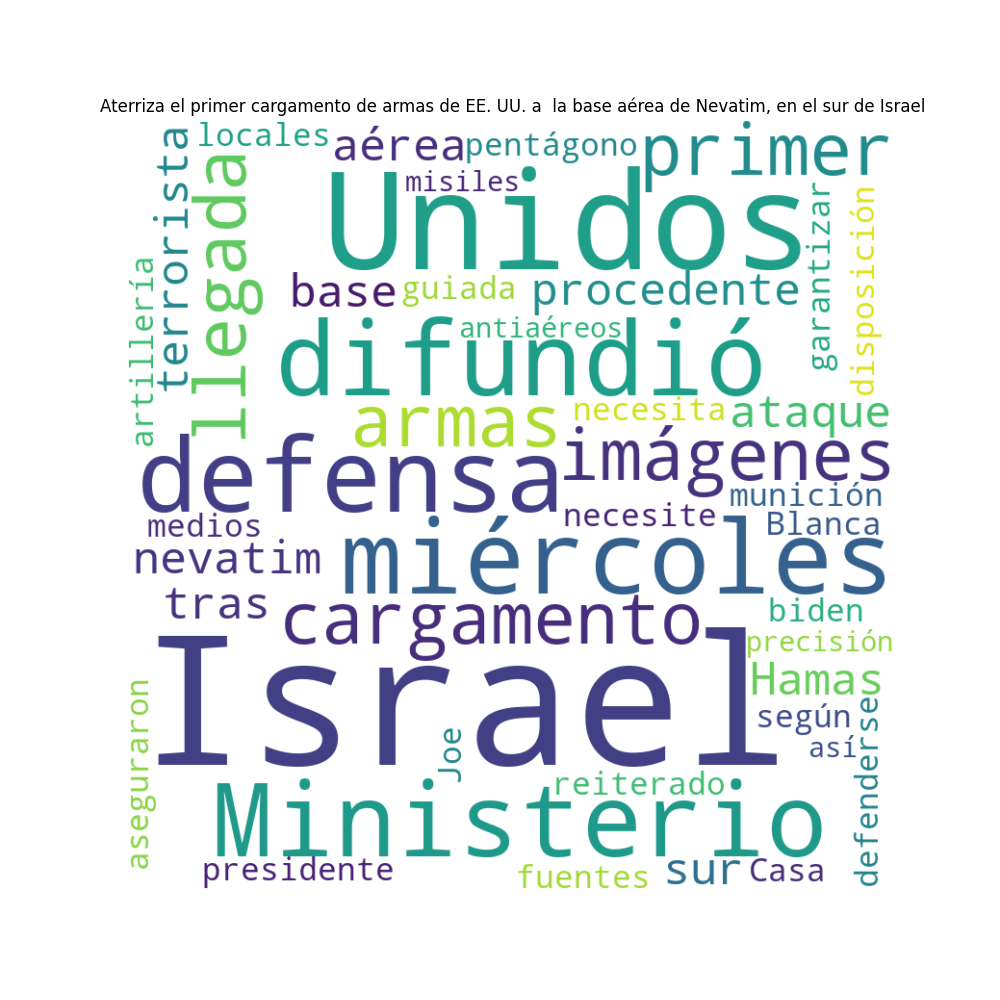 Aterriza el primer cargamento de armas de EE. UU. a  la base aérea de Nevatim, en el sur de Israel
locales
aérea
pentágono
primer
terrorista
llegada
misiles
Unidos
garantizar
disposición
artillería
base
guiada
procedente
antiaéreos
difundió
armas
necesita
ataque
defensa
imágenes
munición
medios
necesite
Blanca
nevatim
miércoles
tras
cargamento
biden
precisión
Israel
Hamas
según
así
defenderse
aseguraron
Joe
reiterado
Ministerio
presidente
fuentes
sur
Casa